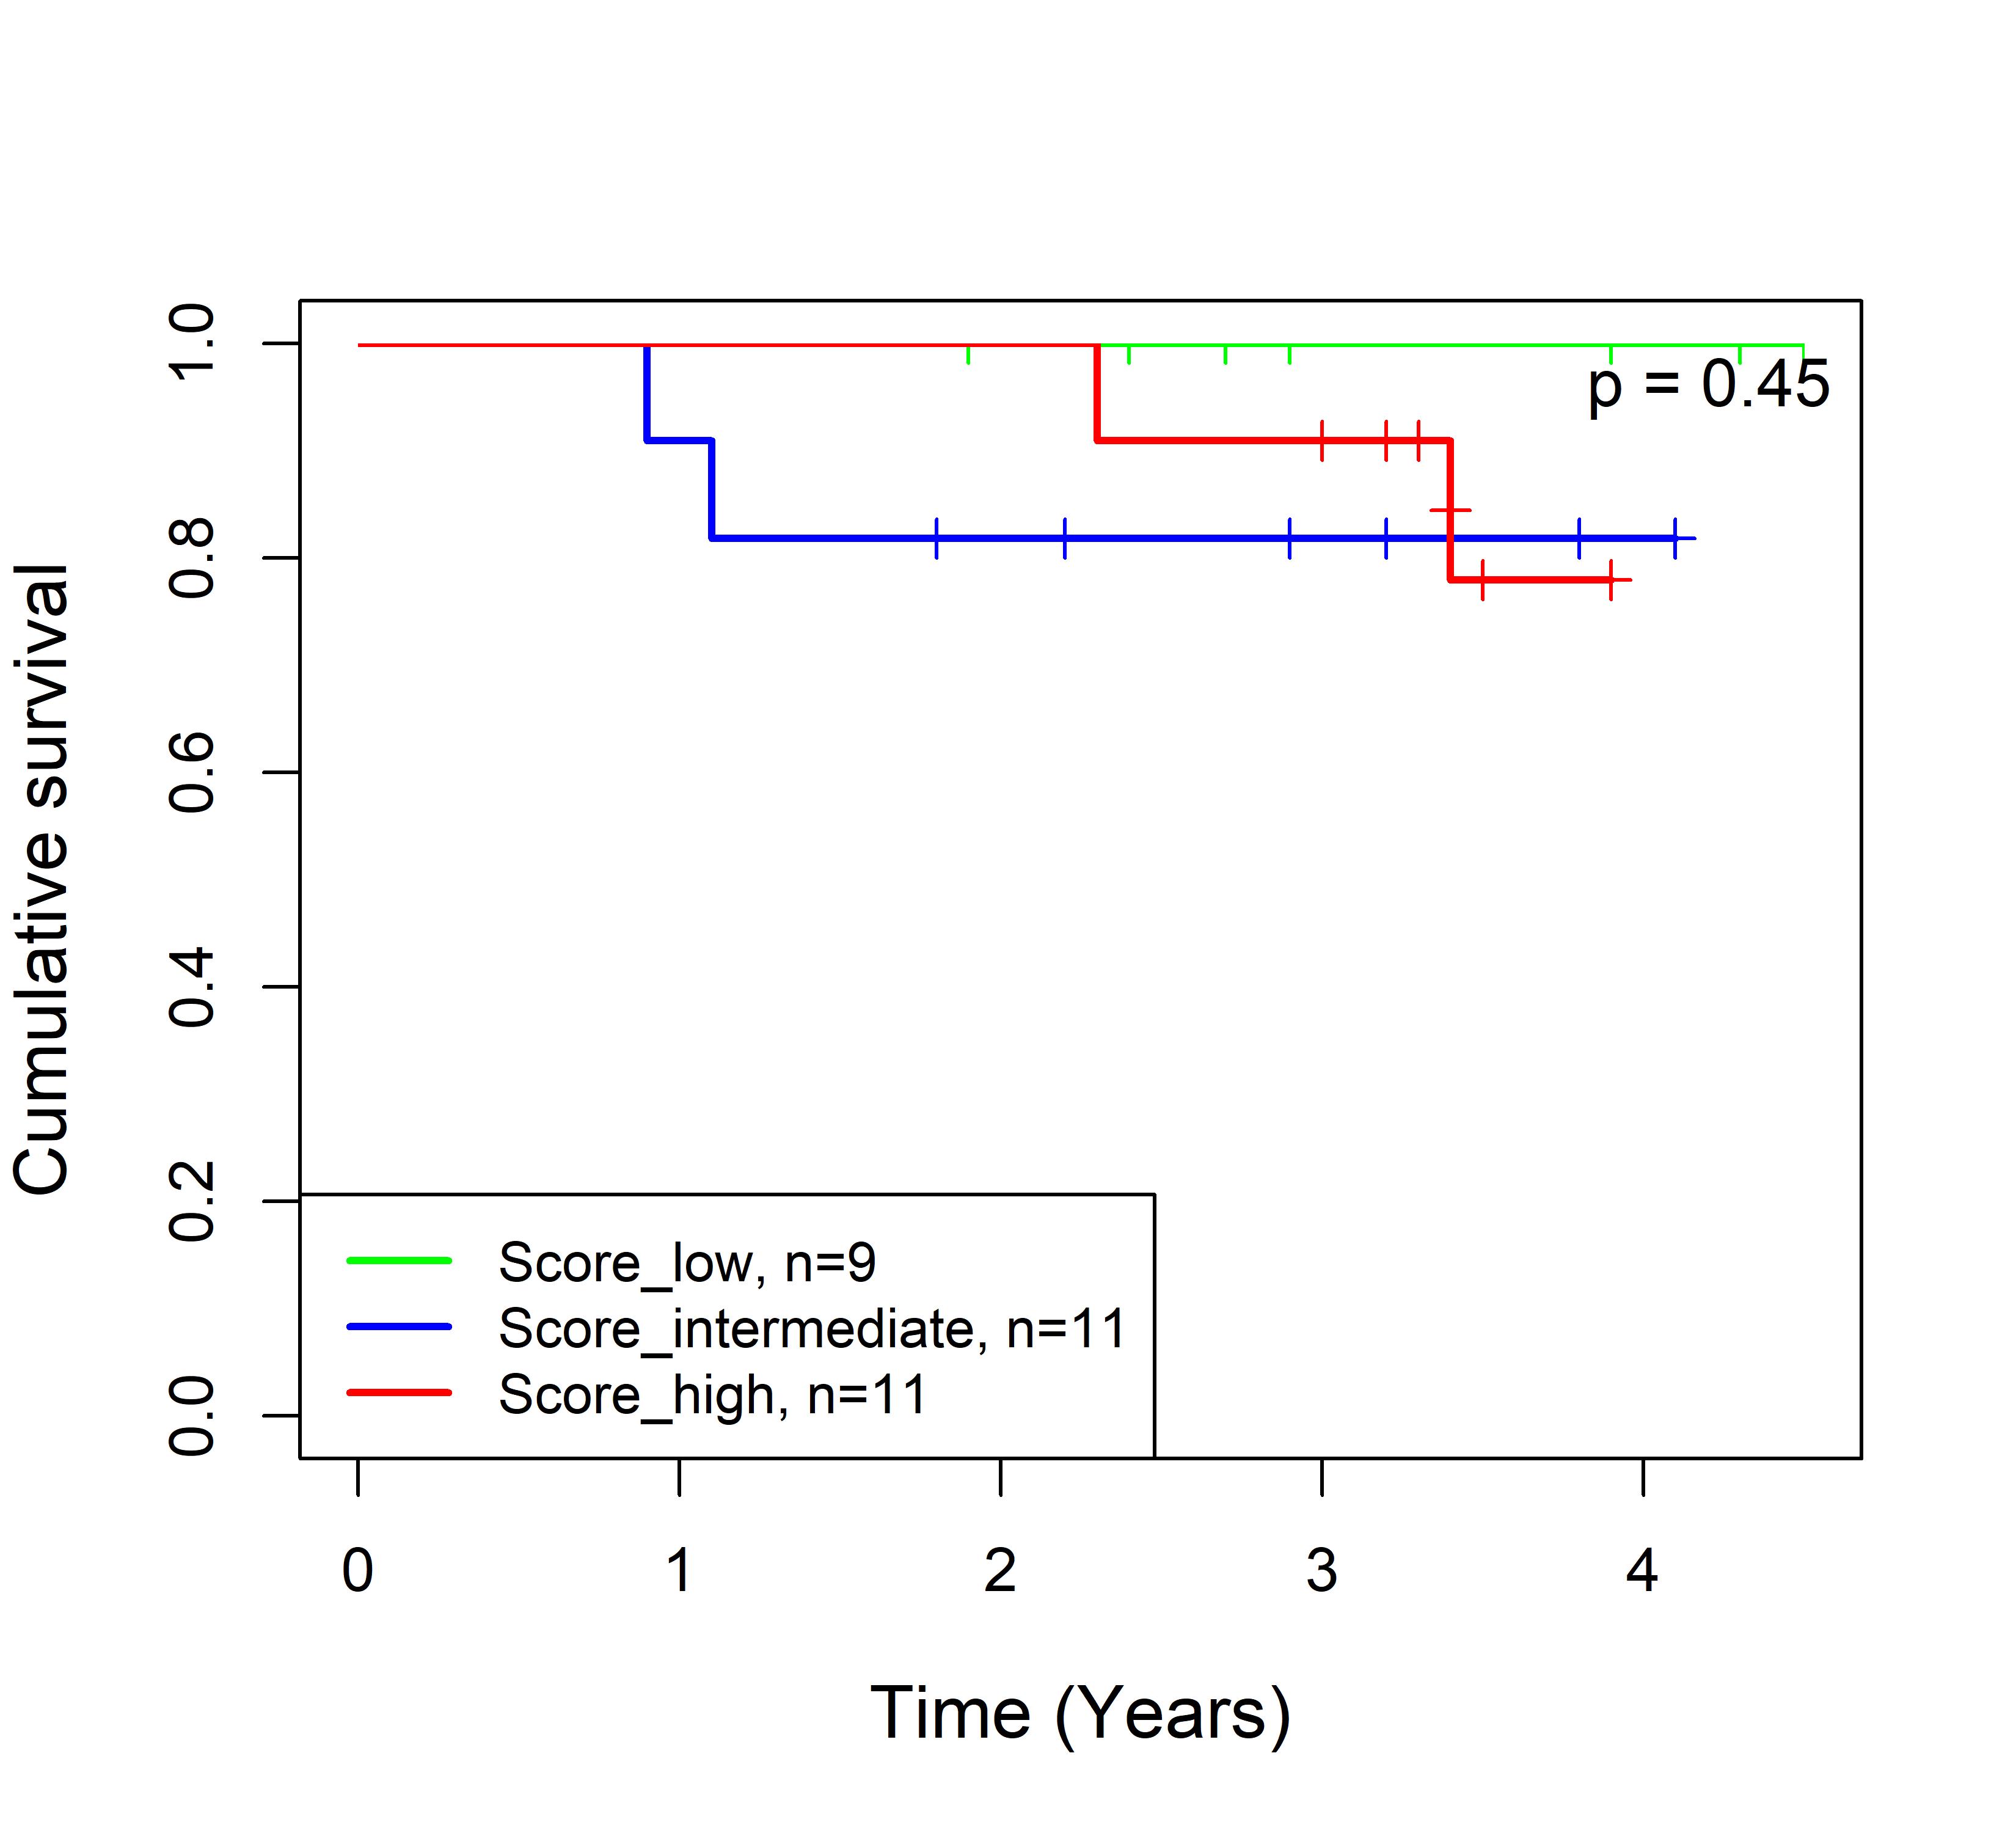 p = 0.45
Cumulative survival
1.0
0.8
0.6
0.4
0.2
0.0
Score_low, n=9
Score_intermediate, n=11
Score_high, n=11
0 1 2 3 4
Time (Years)